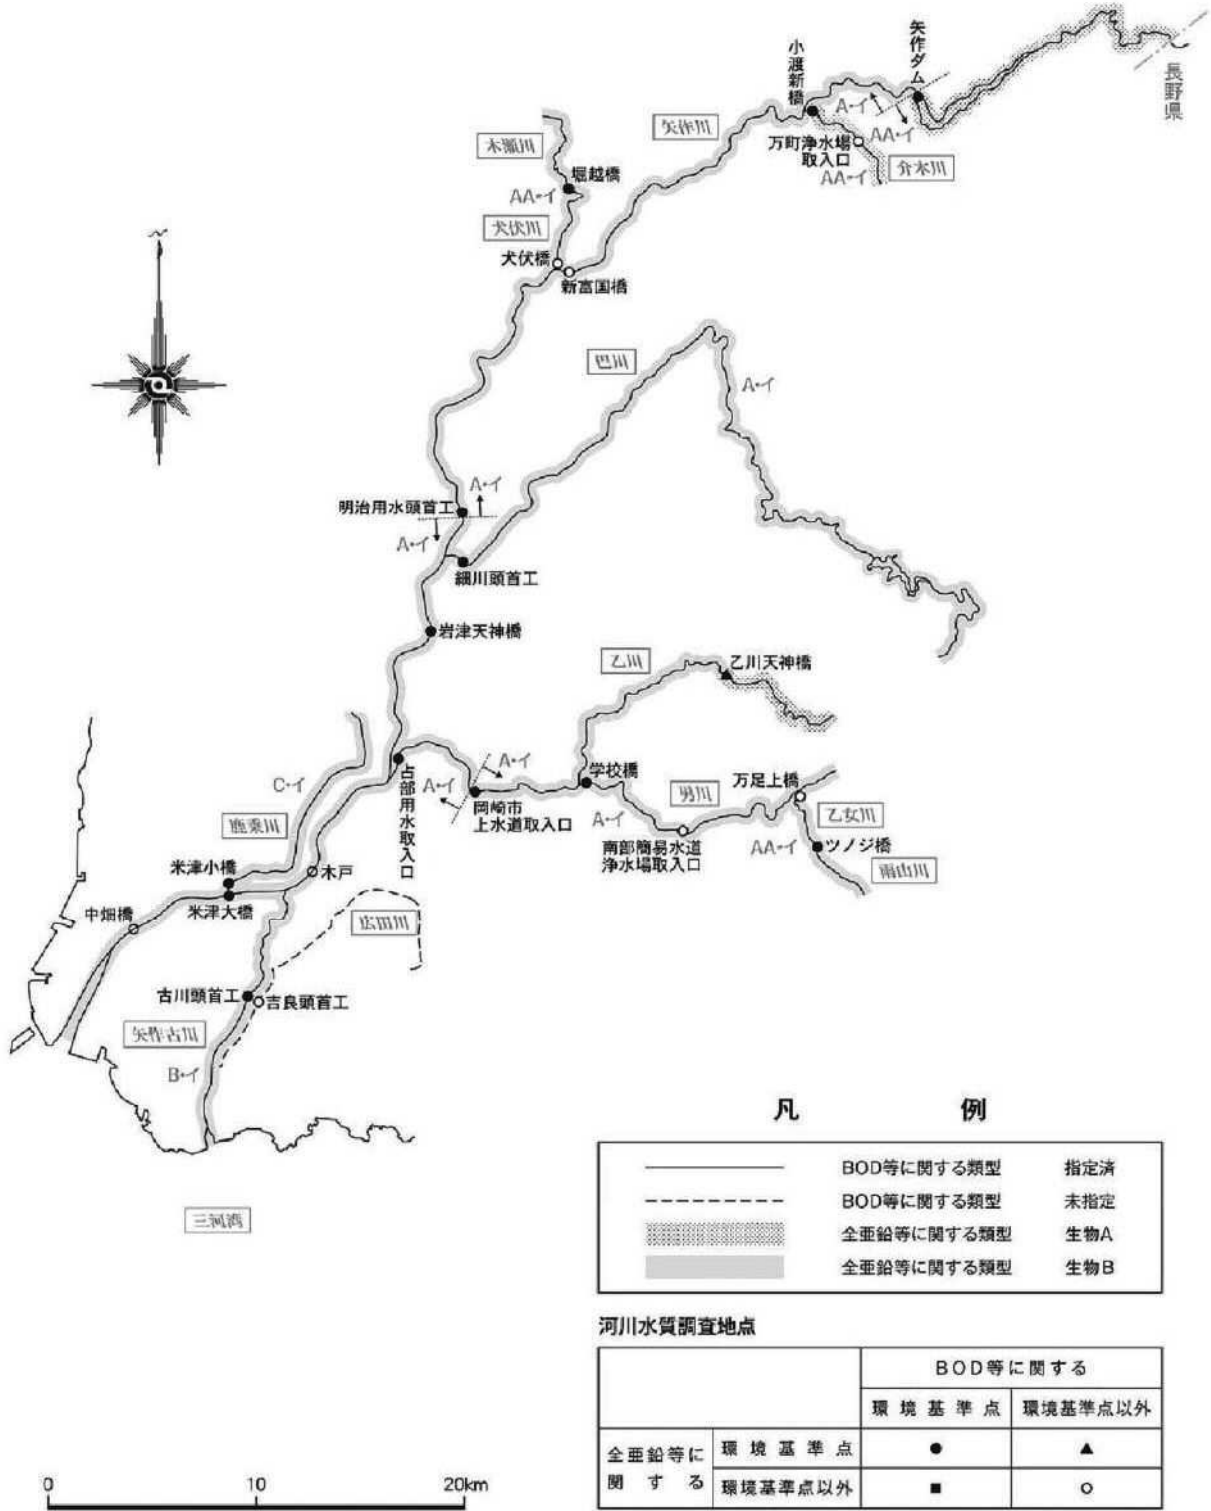 小渡新橋
矢作ダム
長野県
A・イ
AA・イ
矢作川
万町浄水場
取入口
AA・イ
介木川
木瀬川
堀越橋
AA・イ
犬伏川
犬伏橋
新富国橋
巴川
A・イ
A・イ
明治用水頭首工
A・イ
細川頭首工
岩津天神橋
乙川
乙川天神橋
C・イ
占部用水取入口
A・イ
A・イ
学校橋
岡崎市
上水道取入口
A・イ
男川
万足上橋
乙女川
南部簡易水道
浄水場取入口
AA・イ
ツノジ橋
雨山川
鹿乗川
米津小橋
木戸
米津大橋
中畑橋
広田川
古川頭首工
吉良頭首工
矢作古川
B・イ
三河湾
凡 例
BOD等に関する類型 指定済
BOD等に関する類型 未指定
全亜鉛等に関する類型 生物A
全亜鉛等に関する類型 生物B
河川水質調査地点
BOD等に関する
環境基準点 環境基準点以外
全亜鉛等に
関する
環境基準点 ● ▲
環境基準点以外 ■ ○
0 10 20km